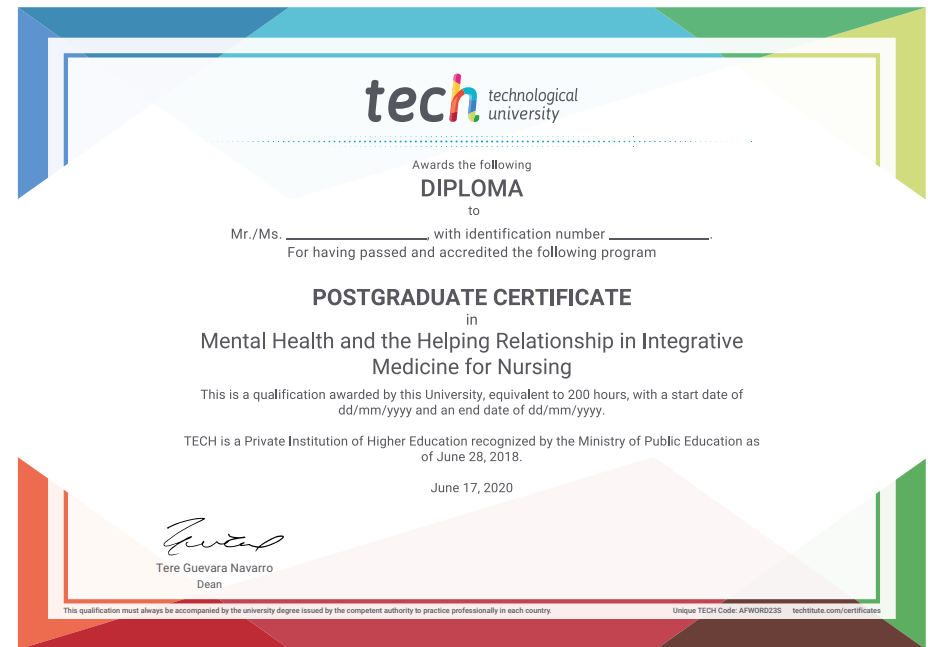 tech technological
university
Awards the following
DIPLOMA
to
Mr./Ms. ____________________, with identification number ______________.
For having passed and accredited the following program
POSTGRADUATE CERTIFICATE
in
Mental Health and the Helping Relationship in Integrative
Medicine for Nursing
This is a qualification awarded by this University, equivalent to 200 hours, with a start date of
dd/mm/yyyy and an end date of dd/mm/yyyy.
TECH is a Private Institution of Higher Education recognized by the Ministry of Public Education as
of June 28, 2018.
June 17, 2020
Tere Guevara Navarro
Dean
This qualification must always be accompanied by the university degree issued by the competent authority to practice professionally in each country.
Unique TECH Code: AFWORD23S techtitute.com/certificates